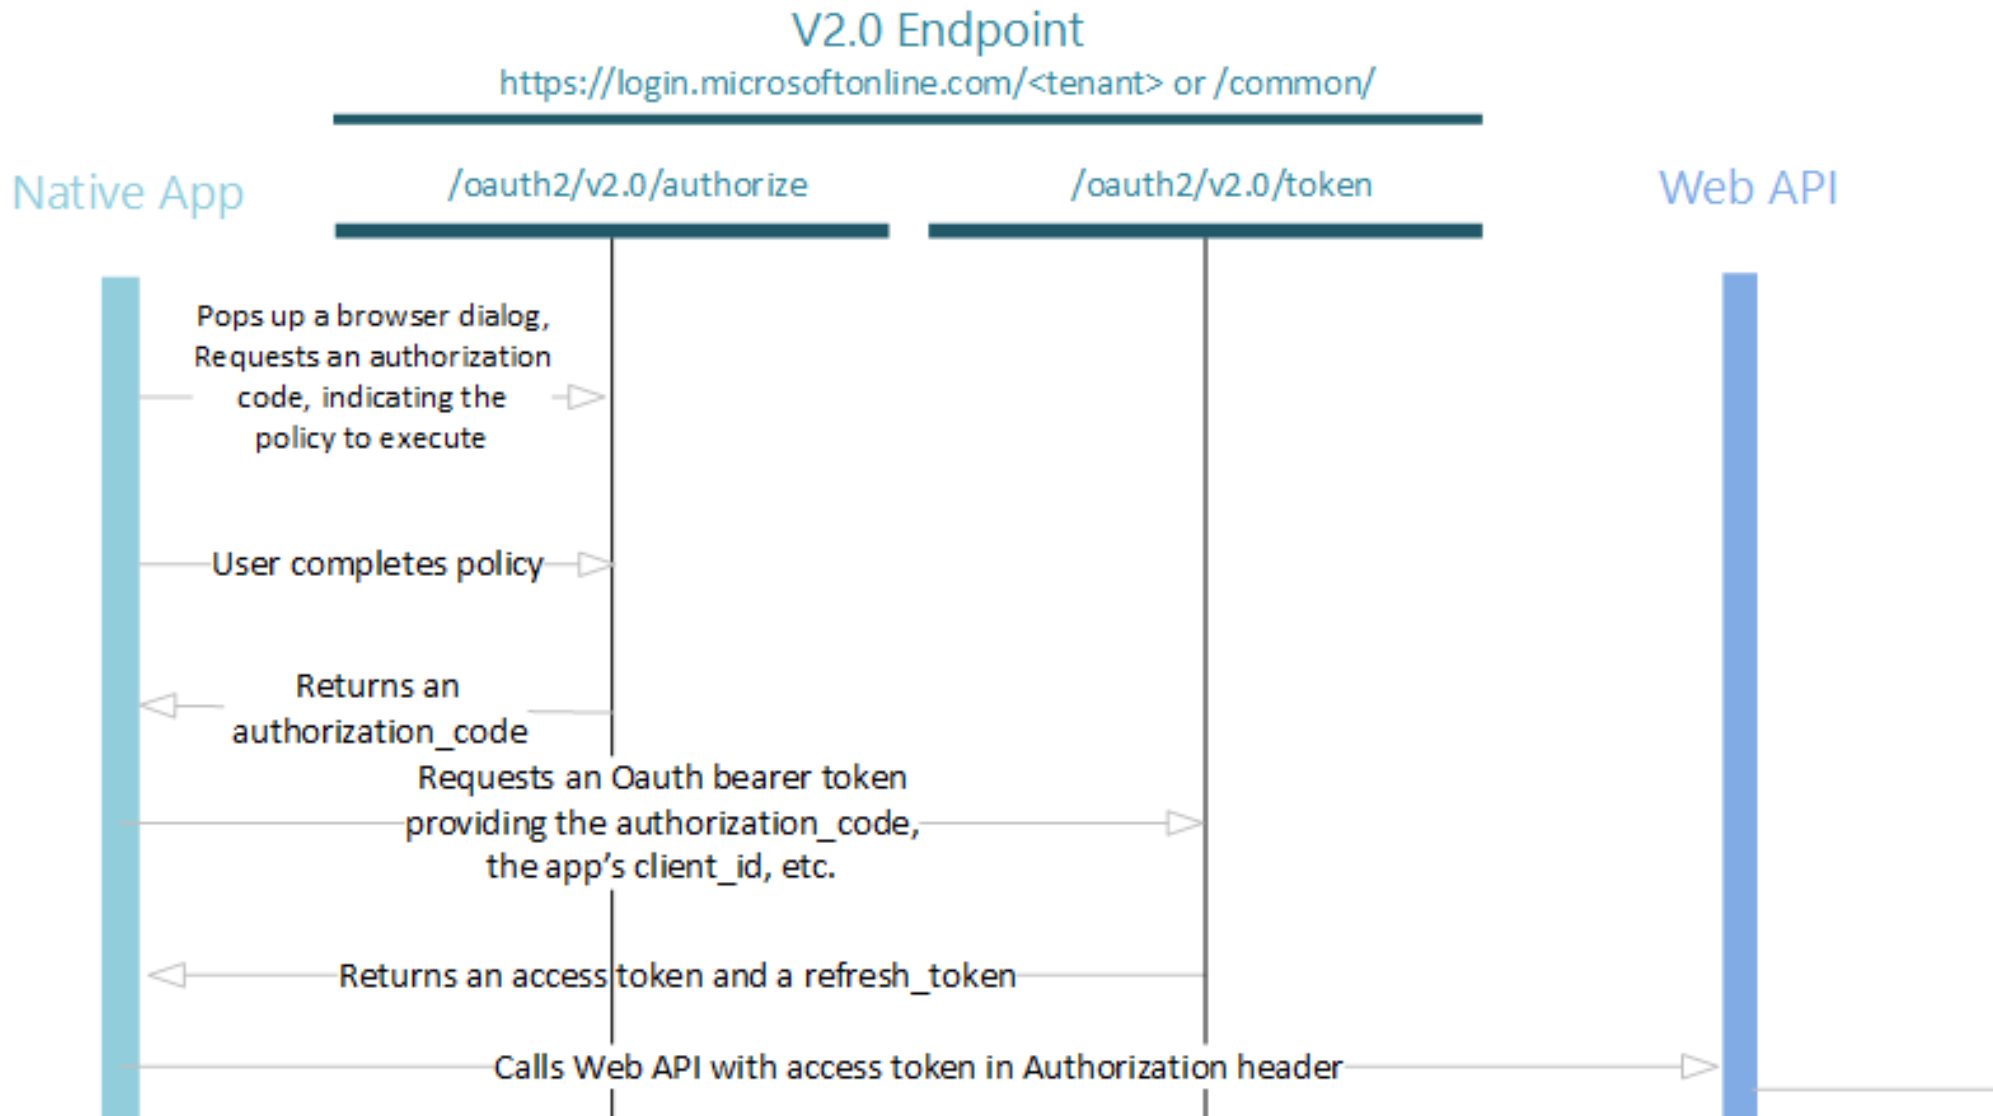 V2.0 Endpoint
https://login.microsoftonline.com/<tenant> or /common/
Native App
/oauth2/v2.0/authorize
/oauth2/v2.0/token
Web API
Pops up a browser dialog,
Requests an authorization
code, indicating the
policy to execute
User completes policy
Returns an
authorization_code
Requests an Oauth bearer token
providing the authorization_code,
the app’s client_id, etc.
Returns an access token and a refresh_token
Calls Web API with access token in Authorization header